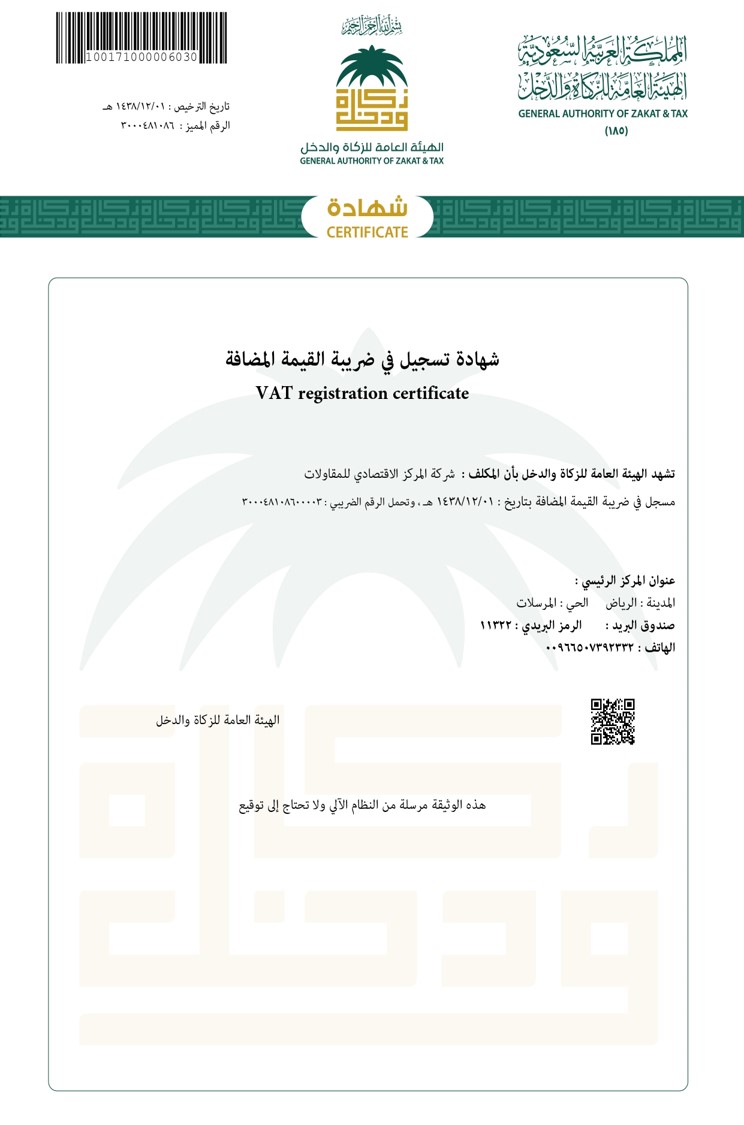 بسم الله الرحمن الرحيم
المملكة العربية السعودية
الهيئة العامة للزكاة والدخل
GENERAL AUTHORITY OF ZAKAT & TAX
(١٨٥)
زكاة
ودخل
الهيئة العامة للزكاة والدخل
GENERAL AUTHORITY OF ZAKAT & TAX
100171000006030
تاريخ الترخيص : ١٤٣٨/١٢/٠١ هـ
الرقم المميز : ٣٠٠٠٤٨١٠٨٦
شهادة
CERTIFICATE
شهادة تسجيل في ضريبة القيمة المضافة
VAT registration certificate
تشهد الهيئة العامة للزكاة والدخل بأن المكلف : شركة المركز الاقتصادي للمقاولات
مسجل في ضريبة القيمة المضافة بتاريخ : ١٤٣٨/١٢/٠١ هـ ، وتحمل الرقم الضريبي : ٣٠٠٠٤٨١٠٨٦٠٠٠٠٣
عنوان المركز الرئيسي :
المدينة : الرياض الحي : المرسلات
صندوق البريد : الرمز البريدي : ١١٣٢٢
الهاتف : ٠٠٩٦٦٥٠٧٣٩٢٣٣٢
الهيئة العامة للزكاة والدخل
هذه الوثيقة مرسلة من النظام الآلي ولا تحتاج إلى توقيع